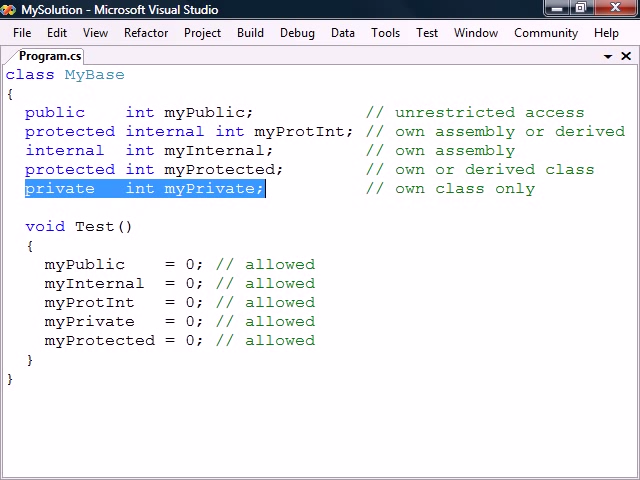 MySolution - Microsoft Visual Studio
File Edit View Refactor Project Build Debug Data Tools Test Window Community Help
Program.cs
class MyBase
{
public int myPublic; // unrestricted access
protected internal int myProtInt; // own assembly or derived
internal int myInternal; // own assembly
protected int myProtected; // own or derived class
private int myPrivate; // own class only
void Test()
{
myPublic = 0; // allowed
myInternal = 0; // allowed
myProtInt = 0; // allowed
myPrivate = 0; // allowed
myProtected = 0; // allowed
}
}